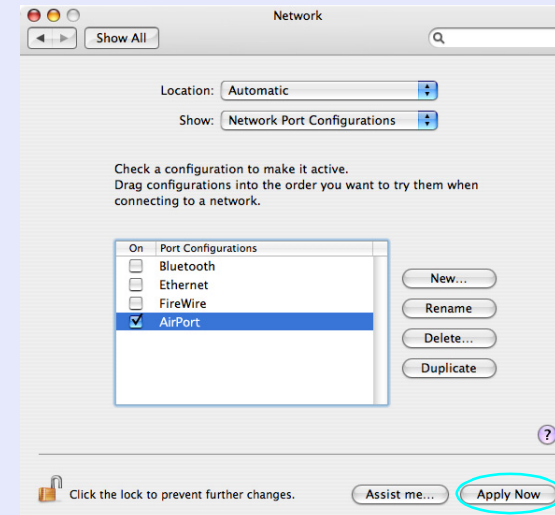 Network
Show All
Location: Automatic
Show: Network Port Configurations
Check a configuration to make it active.
Drag configurations into the order you want to try them when
connecting to a network.
On Port Configurations
Bluetooth
Ethernet
FireWire
AirPort
New...
Rename
Delete...
Duplicate
?
Click the lock to prevent further changes.
Assist me...
Apply Now